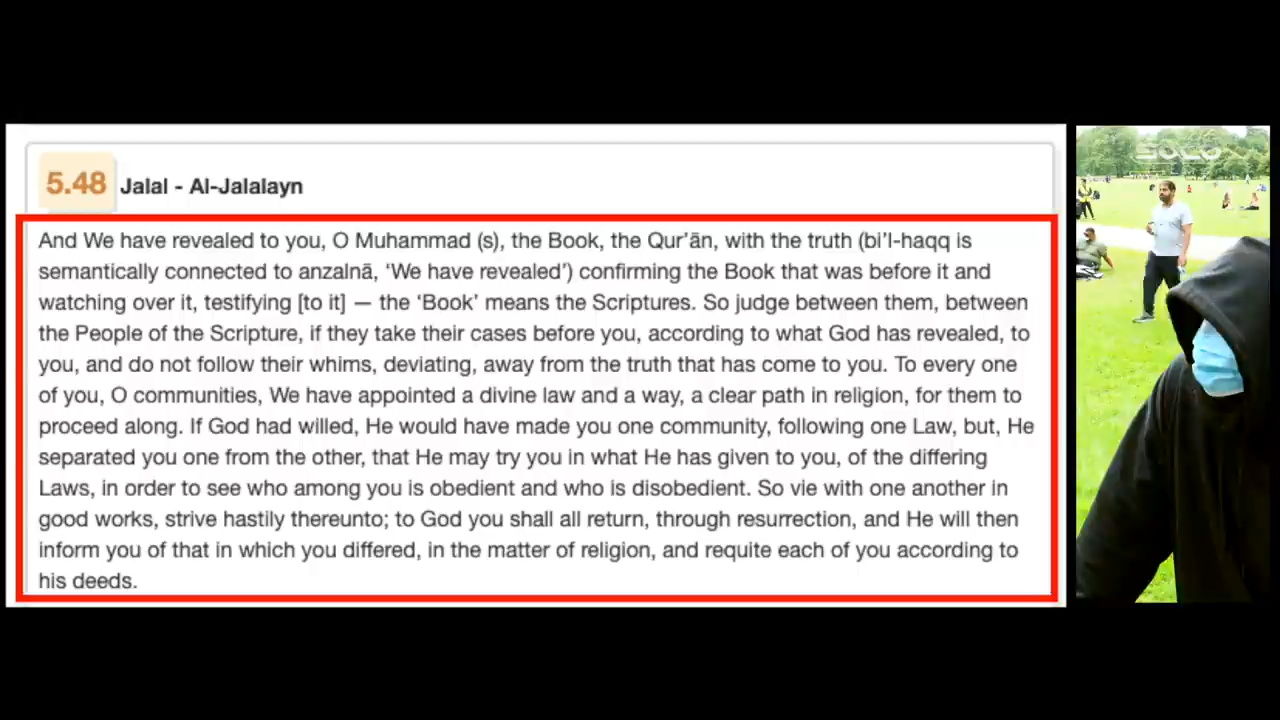 5.48 Jalal - Al-Jalalayn
And We have revealed to you, O Muhammad (s), the Book, the Qur’ān, with the truth (bi’l-haqq is
semantically connected to anzalnā, ‘We have revealed’) confirming the Book that was before it and
watching over it, testifying [to it] — the ‘Book’ means the Scriptures. So judge between them, between
the People of the Scripture, if they take their cases before you, according to what God has revealed, to
you, and do not follow their whims, deviating, away from the truth that has come to you. To every one
of you, O communities, We have appointed a divine law and a way, a clear path in religion, for them to
proceed along. If God had willed, He would have made you one community, following one Law, but, He
separated you one from the other, that He may try you in what He has given to you, of the differing
Laws, in order to see who among you is obedient and who is disobedient. So vie with one another in
good works, strive hastily thereunto; to God you shall all return, through resurrection, and He will then
inform you of that in which you differed, in the matter of religion, and requite each of you according to
his deeds.
SOCO